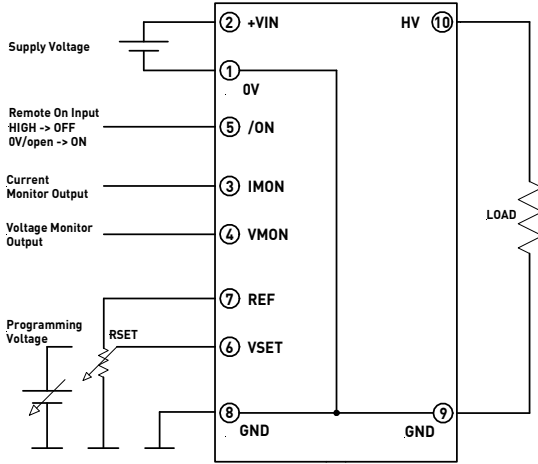 2 +VIN
HV 10
Supply Voltage
1
0V
Remote On Input
HIGH -> OFF
0V/open -> ON
5 /ON
Current
Monitor Output
3 IMON
Voltage Monitor
Output
4 VMON
LOAD
7 REF
Programming
Voltage
RSET
6 VSET
8
GND
9
GND